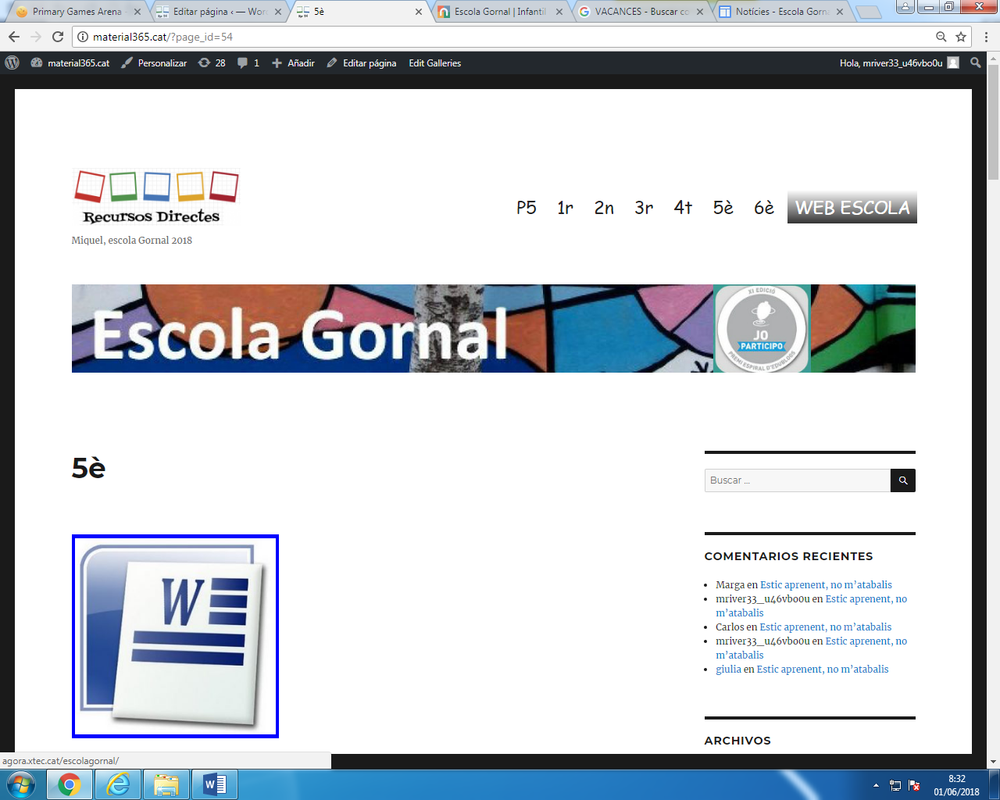 Primary Games Arena -
Editar página ‹ — Word
5è
Escola Gornal | Infantil
VACANCES - Buscar co
Notícies - Escola Gorna
material365.cat/?page_id=54
material365.cat Personalizar 28 1 Añadir Editar página Edit Galleries Hola, mriver33_u46vbo0u
Recursos Directes
Miquel, escola Gornal 2018
P5 1r 2n 3r 4t 5è 6è WEB ESCOLA
Escola Gornal
XI EDICIÓ
JO
PARTICIPO
PREMI ESPIRAL D'EDUBLOGS
5è
Buscar ...
W
COMENTARIOS RECIENTES
Marga en Estic aprenent, no m’atabalis
mriver33_u46vbo0u en Estic aprenent, no
m’atabalis
Carlos en Estic aprenent, no m’atabalis
mriver33_u46vbo0u en Estic aprenent, no
m’atabalis
giulia en Estic aprenent, no m’atabalis
ARCHIVOS
agora.xtec.cat/escolagornal/
W
8:32
01/06/2018